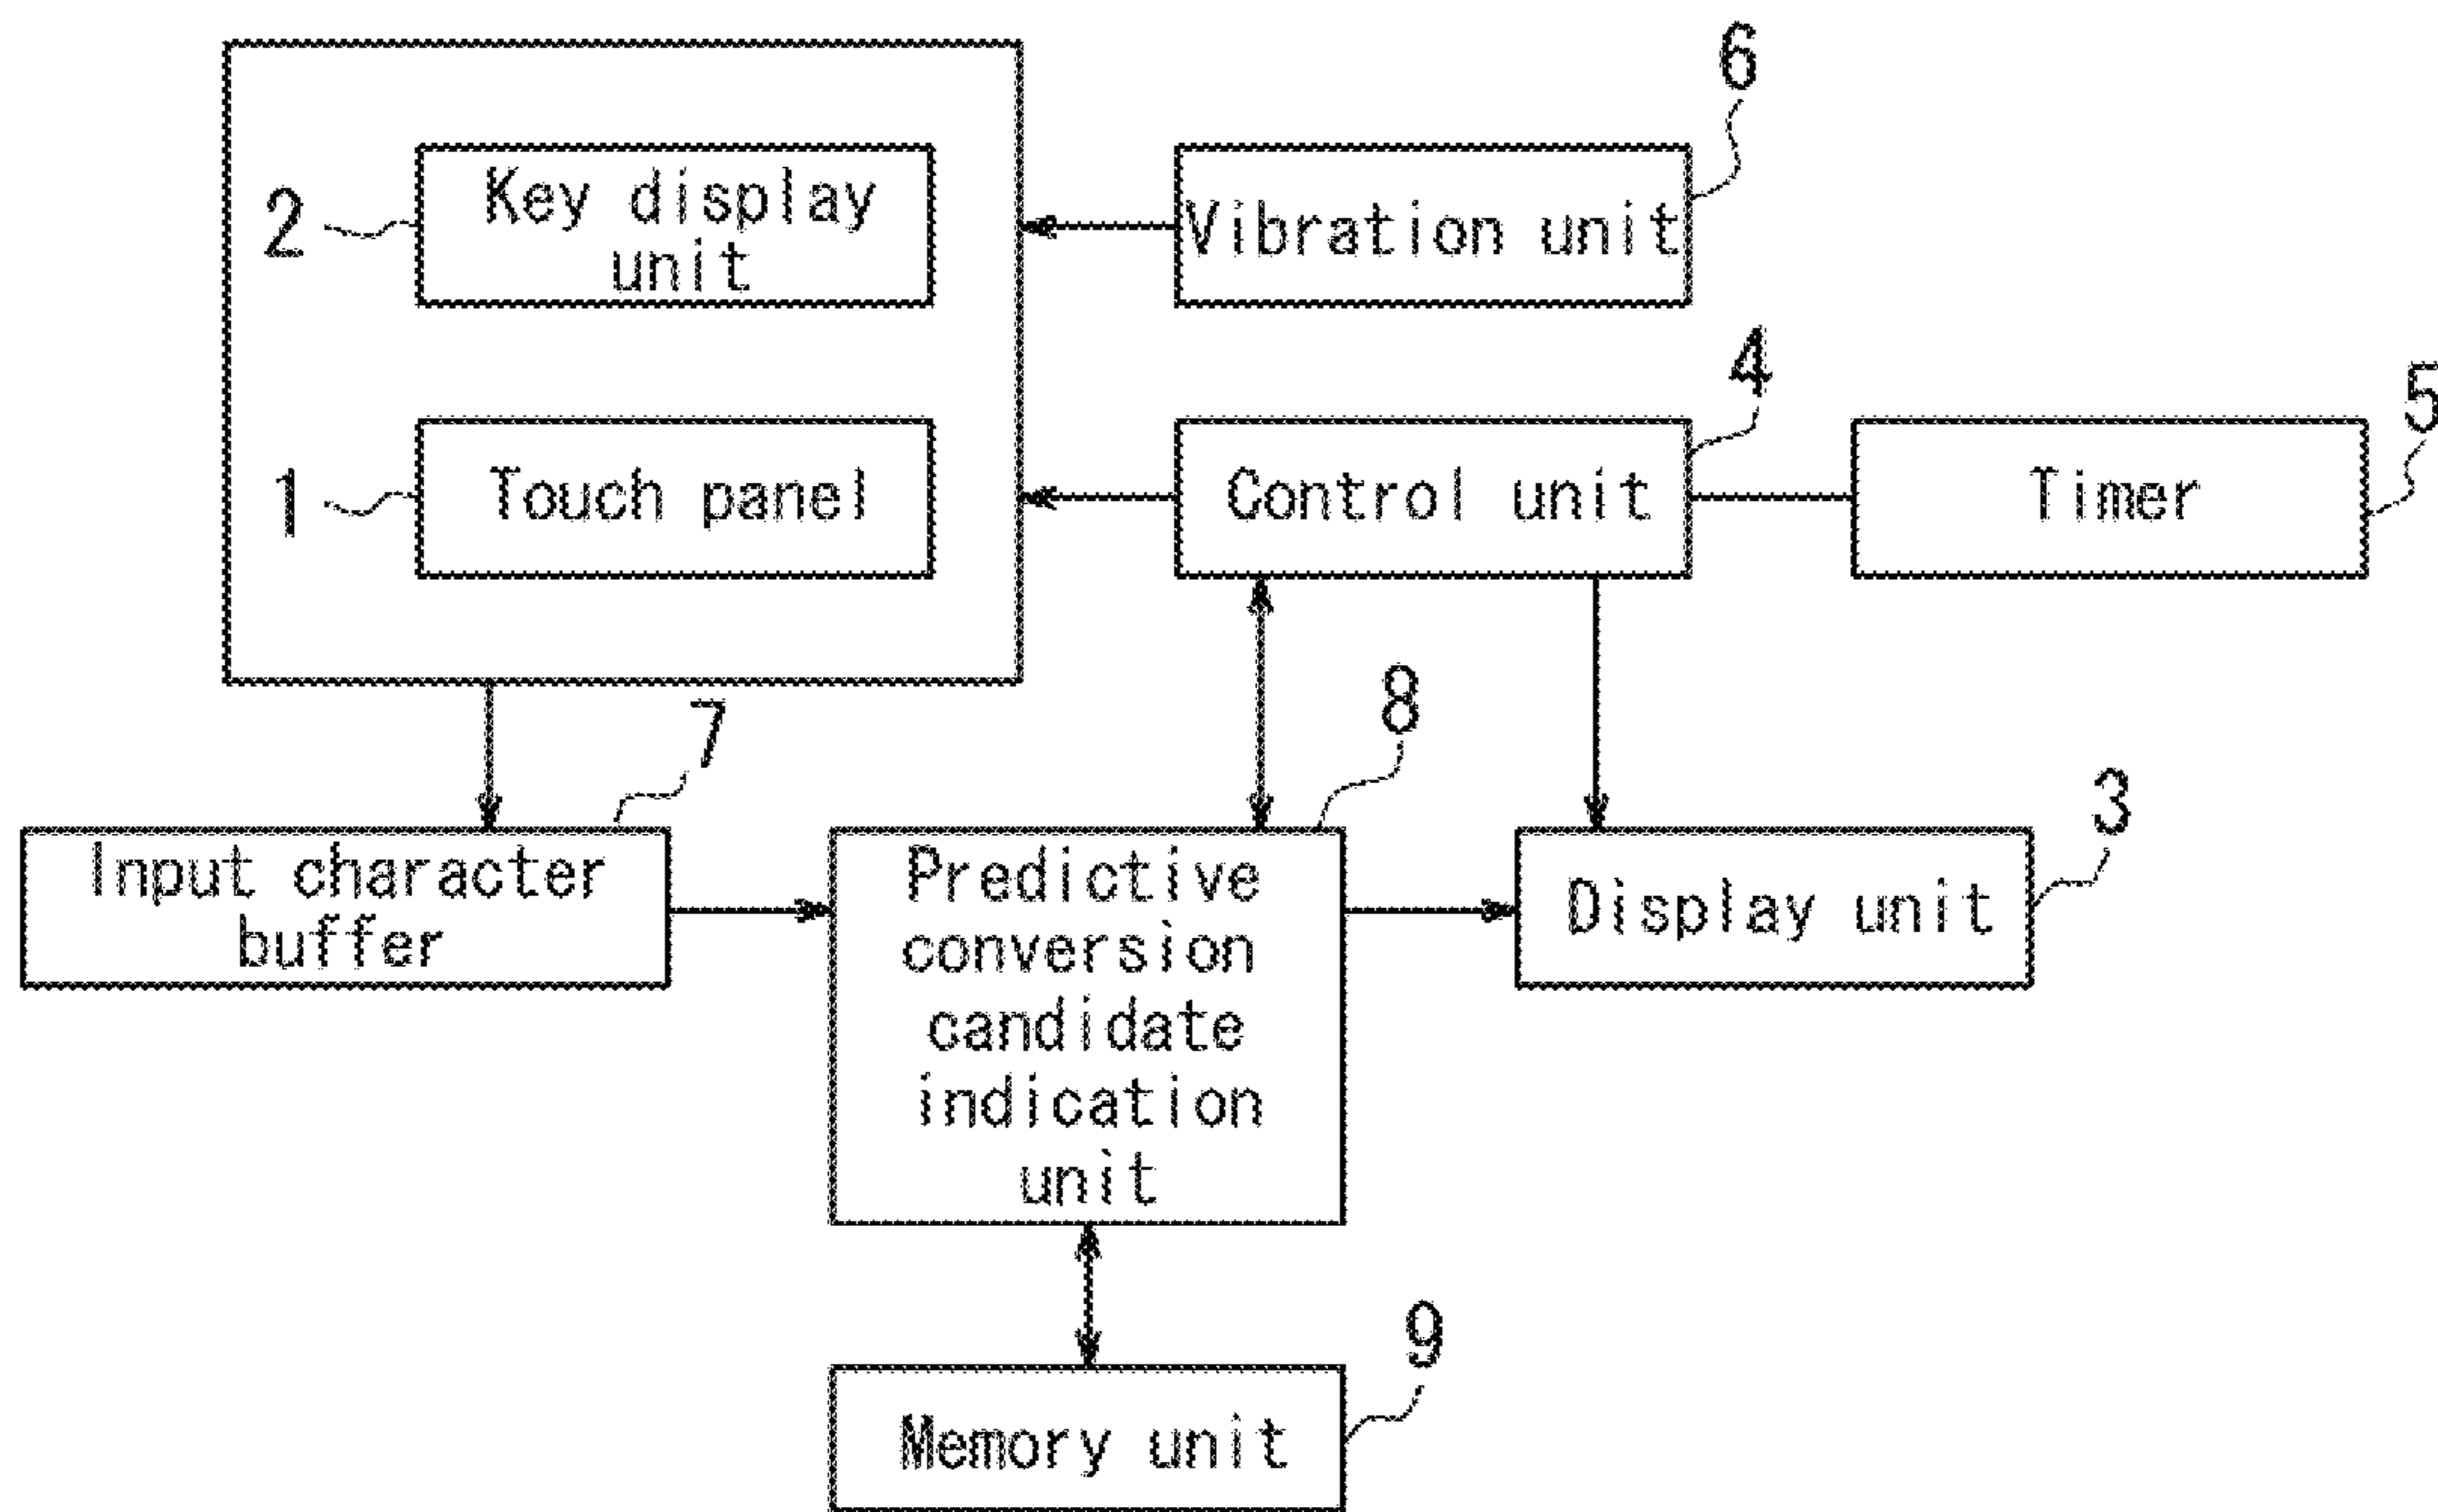 6
2
Key display
unit
Vibration unit
4
5
1
Touch panel
Control unit
Timer
7
8
3
Input character
buffer
Predictive
conversion
candidate
indication
unit
Display unit
9
Memory unit